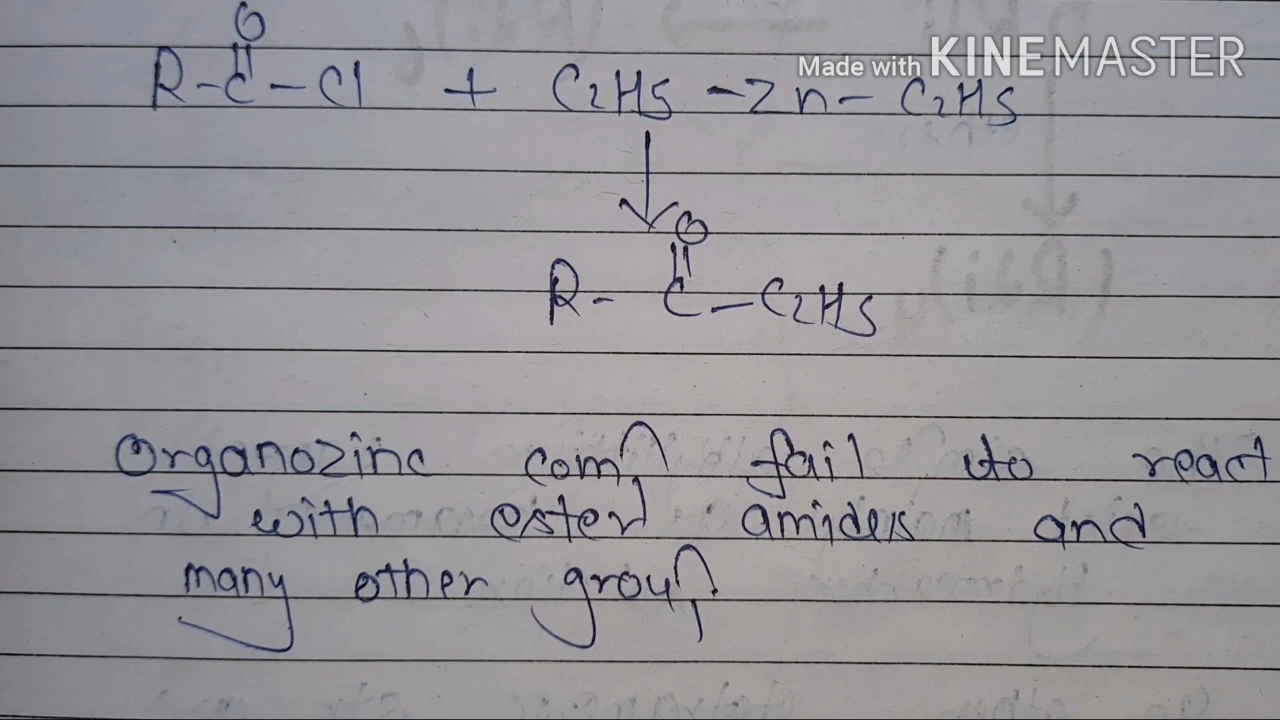 O
Made with KINEMASTER
R-C-Cl + C2H5 -Zn- C2H5
O
R- C-C2H5
Organozinc comp fail to react
with ester amides and
many other group